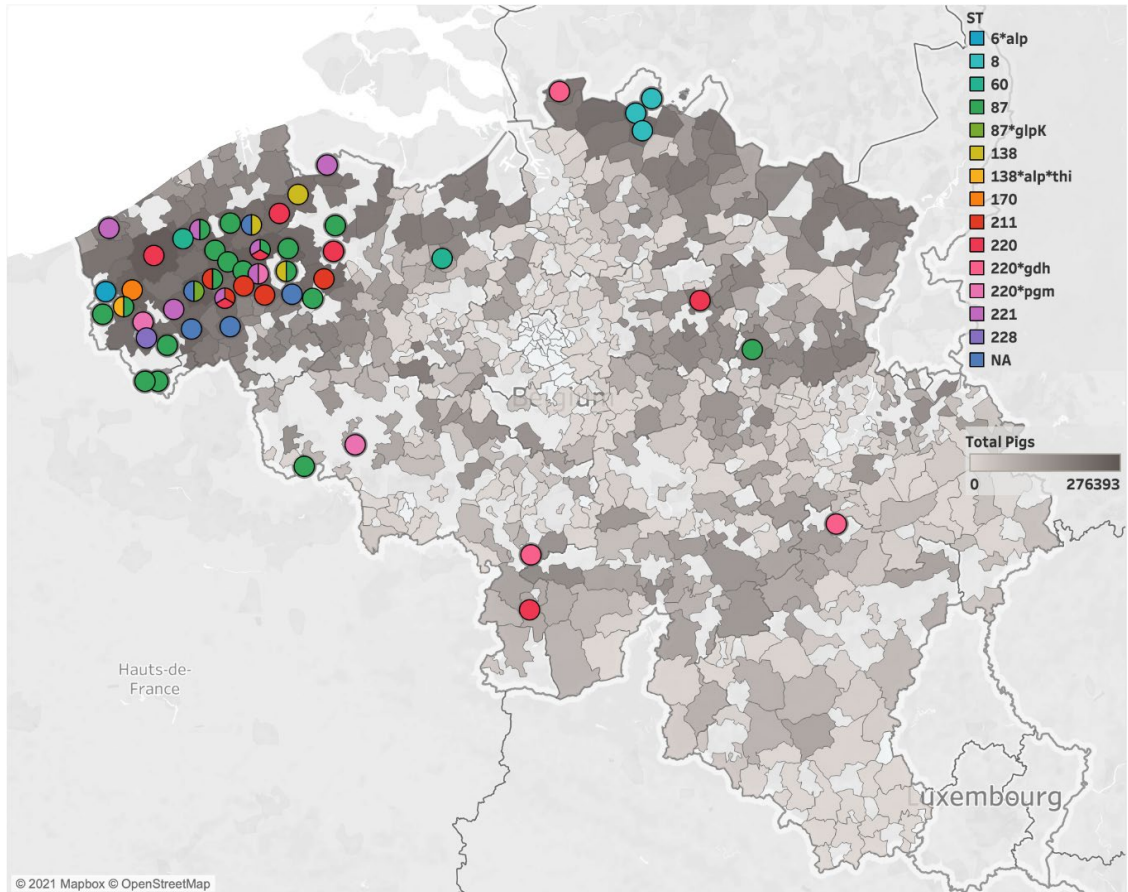 ST
6*alp
8
60
87
87*glpK
138
138*alp*thi
170
211
220
220*gdh
220*pgm
221
228
NA
Belgium
Total Pigs
0 276393
Hauts-de-
France
Luxembourg
© 2021 Mapbox © OpenStreetMap